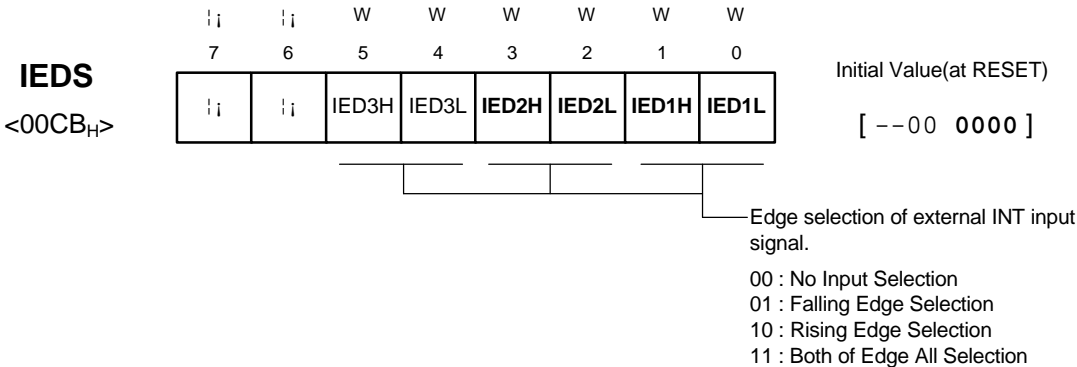 ¦¡ ¦¡ W W W W W W
7 6 5 4 3 2 1 0
IEDS
<00CBH>
¦¡ ¦¡ IED3H IED3L IED2H IED2L IED1H IED1L
Initial Value(at RESET)
[ --00 0000 ]
Edge selection of external INT input
signal.
00 : No Input Selection
01 : Falling Edge Selection
10 : Rising Edge Selection
11 : Both of Edge All Selection